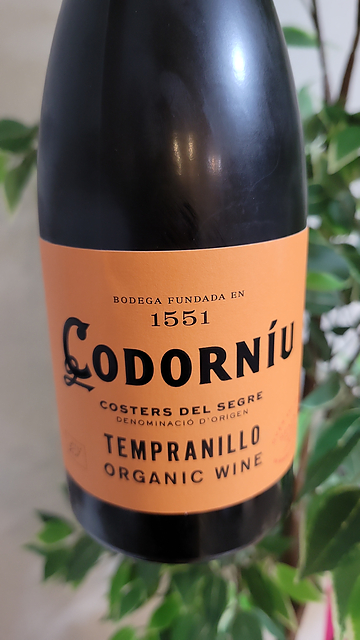 BODEGA FUNDADA EN
1551
CODORNÍU
COSTERS DEL SEGRE
DENOMINACIÓ D'ORIGEN
TEMPRANILLO
ORGANIC WINE